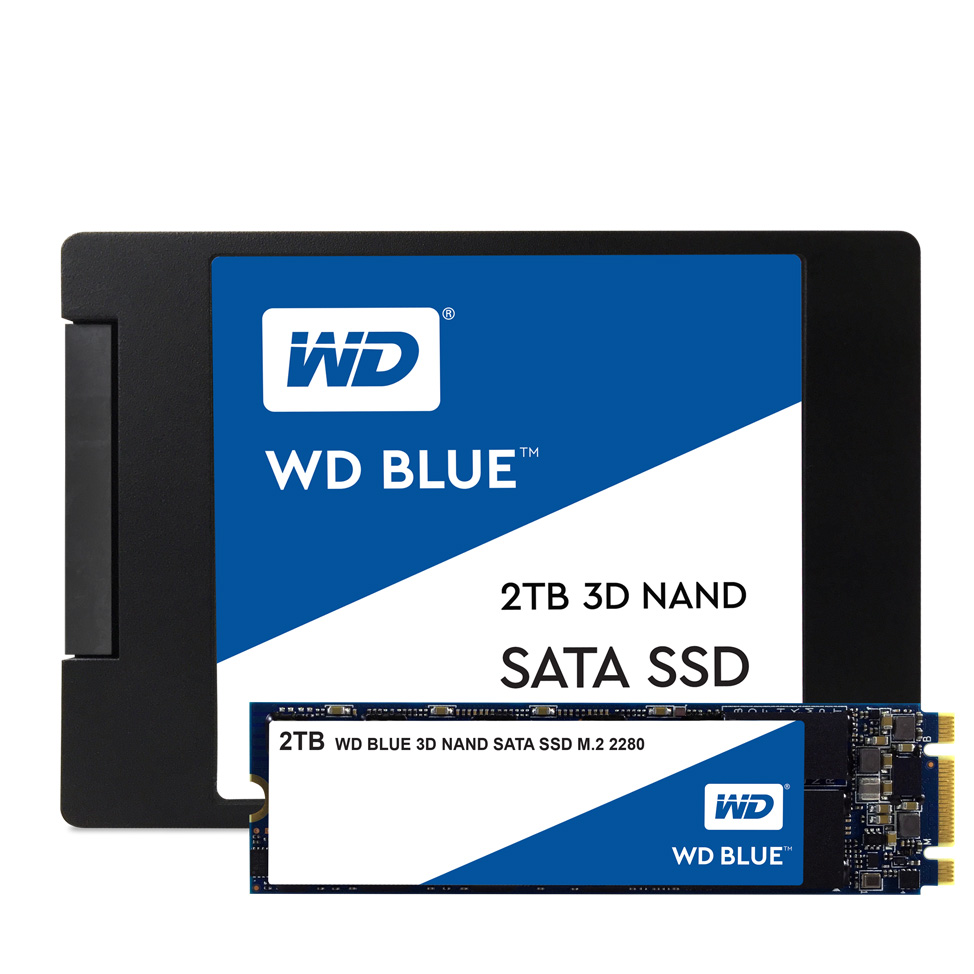 WD®
WD BLUE™
2TB 3D NAND
SATA SSD
2TB WD BLUE 3D NAND SATA SSD M.2 2280
WD®
WD BLUE™
B
M